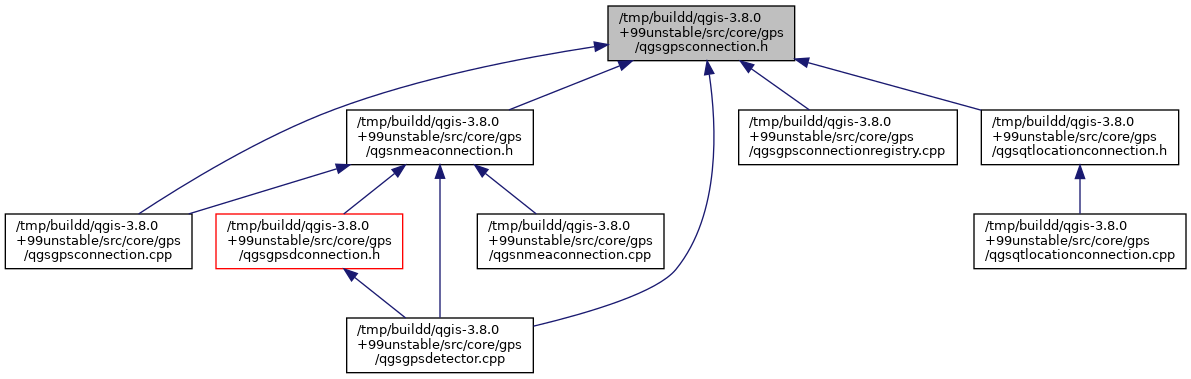 /tmp/buildd/qgis-3.8.0
+99unstable/src/core/gps
/qgsgpsconnection.h
/tmp/buildd/qgis-3.8.0
+99unstable/src/core/gps
/qgsnmeaconnection.h
/tmp/buildd/qgis-3.8.0
+99unstable/src/core/gps
/qgsgpsconnectionregistry.cpp
/tmp/buildd/qgis-3.8.0
+99unstable/src/core/gps
/qgsqtlocationconnection.h
/tmp/buildd/qgis-3.8.0
+99unstable/src/core/gps
/qgsgpsconnection.cpp
/tmp/buildd/qgis-3.8.0
+99unstable/src/core/gps
/qgsgpsdconnection.h
/tmp/buildd/qgis-3.8.0
+99unstable/src/core/gps
/qgsnmeaconnection.cpp
/tmp/buildd/qgis-3.8.0
+99unstable/src/core/gps
/qgsqtlocationconnection.cpp
/tmp/buildd/qgis-3.8.0
+99unstable/src/core/gps
/qgsgpsdetector.cpp